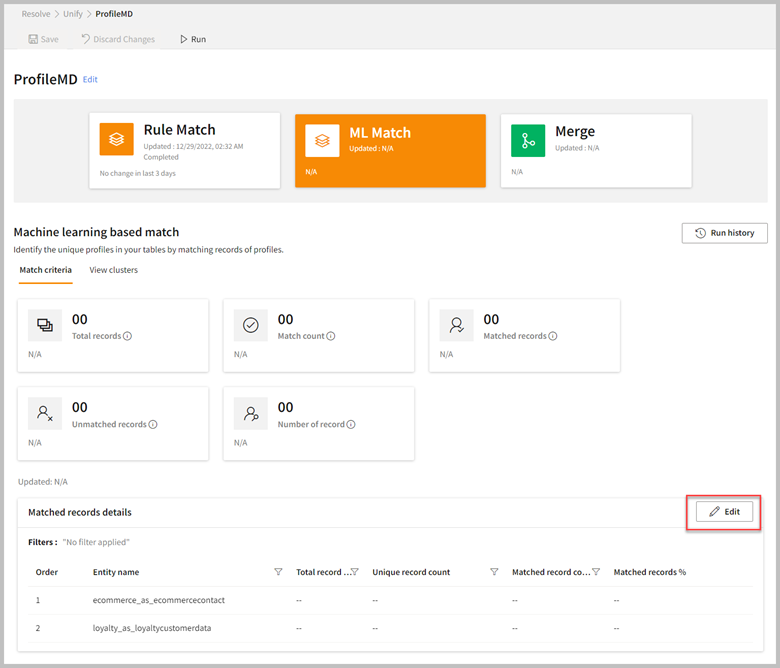 Resolve > Unify > ProfileMD
Save Discard Changes Run
ProfileMD Edit
Rule Match
Updated : 12/29/2022, 02:32 AM
Completed
No change in last 3 days
ML Match
Updated : N/A
N/A
Merge
Updated : N/A
N/A
Machine learning based match
Run history
Identify the unique profiles in your tables by matching records of profiles.
Match criteria View clusters
00
Total records
N/A
00
Match count
N/A
00
Matched records
N/A
00
Unmatched records
N/A
00
Number of record
N/A
Updated: N/A
Matched records details
Edit
Filters : "No filter applied"
Order Entity name Total record ... Unique record count Matched record co... Matched records %
1 ecommerce_as_ecommercecontact -- -- -- --
2 loyalty_as_loyaltycustomerdata -- -- -- --